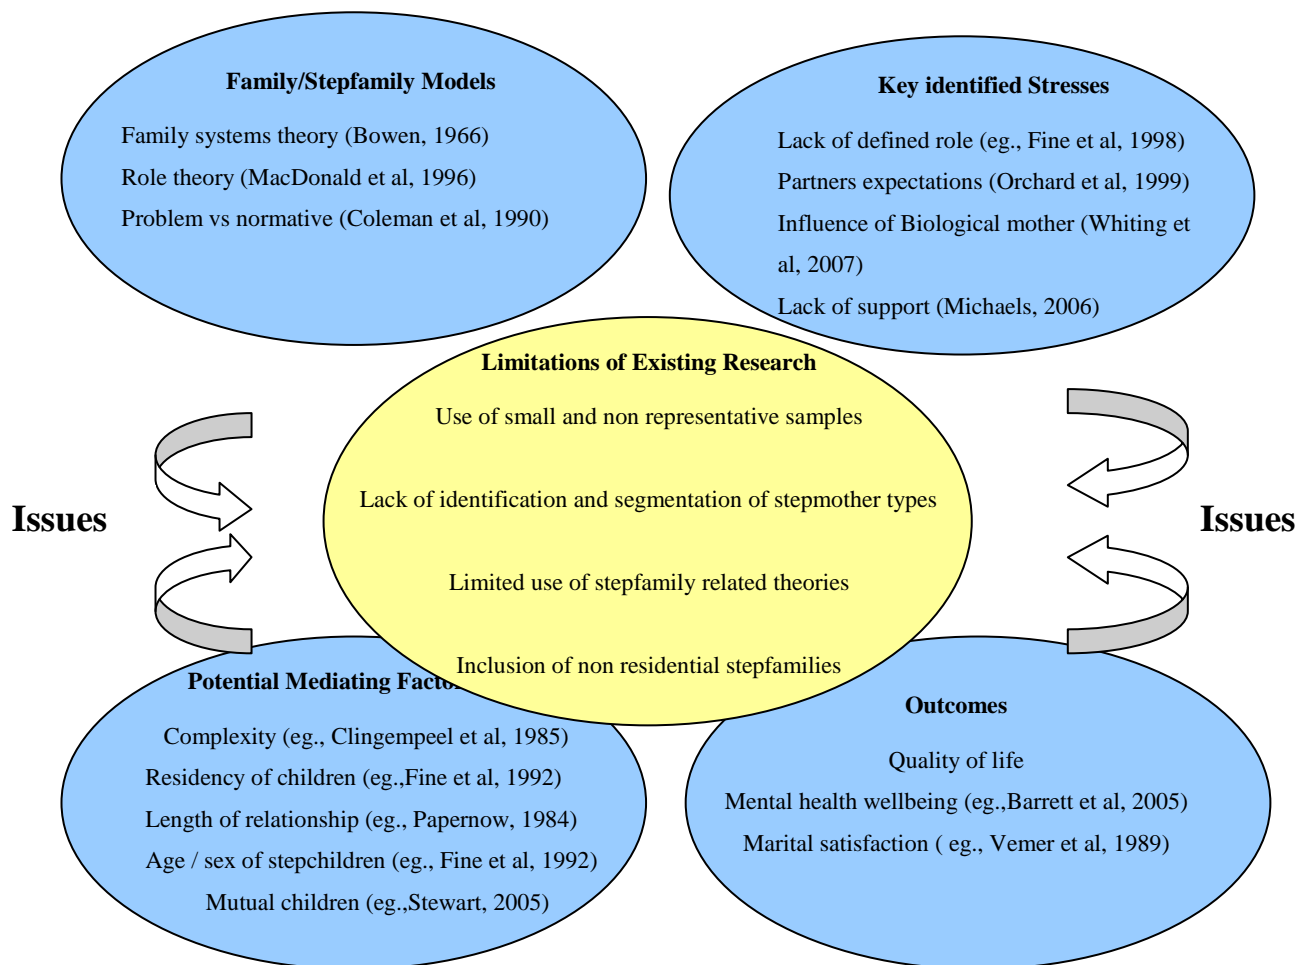 Family/Stepfamily Models
Family systems theory (Bowen, 1966)
Role theory (MacDonald et al, 1996)
Problem vs normative (Coleman et al, 1990)
Key identified Stresses
Lack of defined role (eg., Fine et al, 1998)
Partners expectations (Orchard et al, 1999)
Influence of Biological mother (Whiting et
al, 2007)
Lack of support (Michaels, 2006)
Limitations of Existing Research
Use of small and non representative samples
Lack of identification and segmentation of stepmother types
Limited use of stepfamily related theories
Inclusion of non residential stepfamilies
Issues
Issues
Potential Mediating
Complexity (eg., Clingempeel et al, 1985)
Residency of children (eg.,Fine et al, 1992)
Length of relationship (eg., Papernow, 1984)
Age / sex of stepchildren (eg., Fine et al, 1992)
Mutual children (eg.,Stewart, 2005)
Outcomes
Quality of life
Mental health wellbeing (eg.,Barrett et al, 2005)
Marital satisfaction ( eg., Vemer et al, 1989)